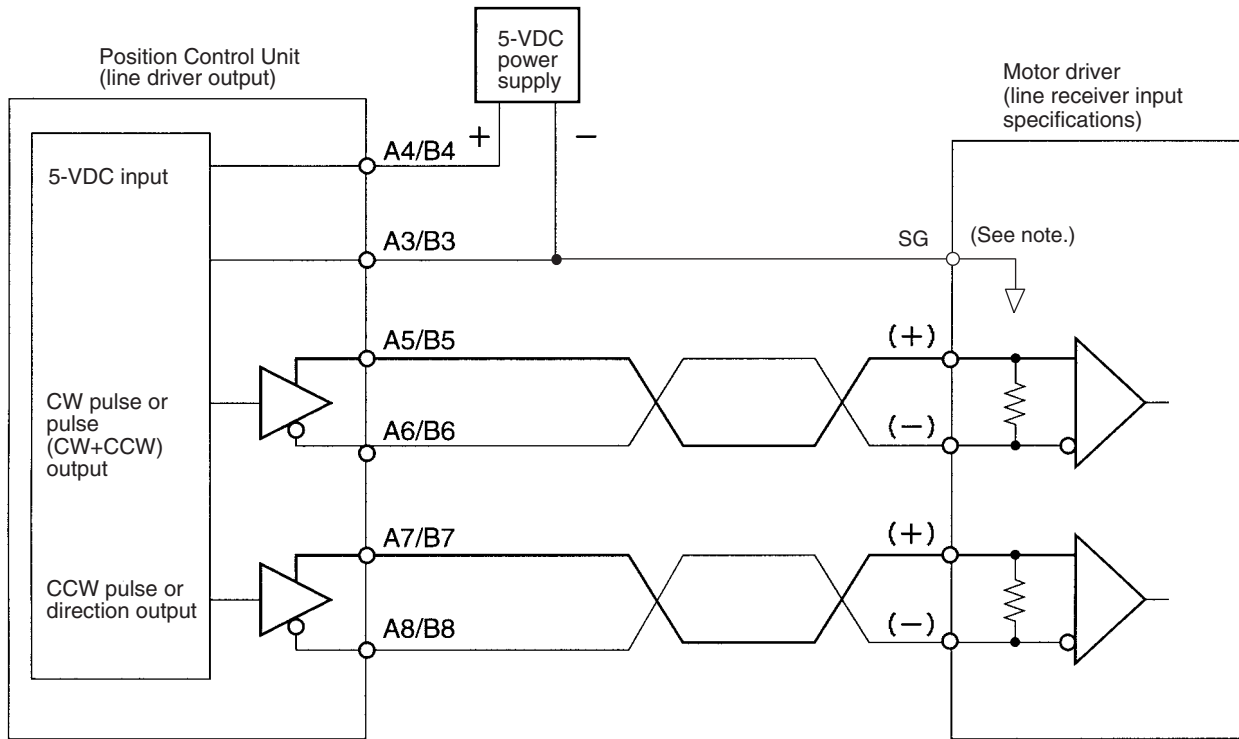 5-VDC
power
supply
Position Control Unit
(line driver output)
Motor driver
(line receiver input
specifications)
+
−
A4/B4
5-VDC input
A3/B3
SG
(See note.)
A5/B5
(+)
CW pulse or
pulse
(CW+CCW)
output
A6/B6
(−)
A7/B7
(+)
CCW pulse or
direction output
A8/B8
(−)